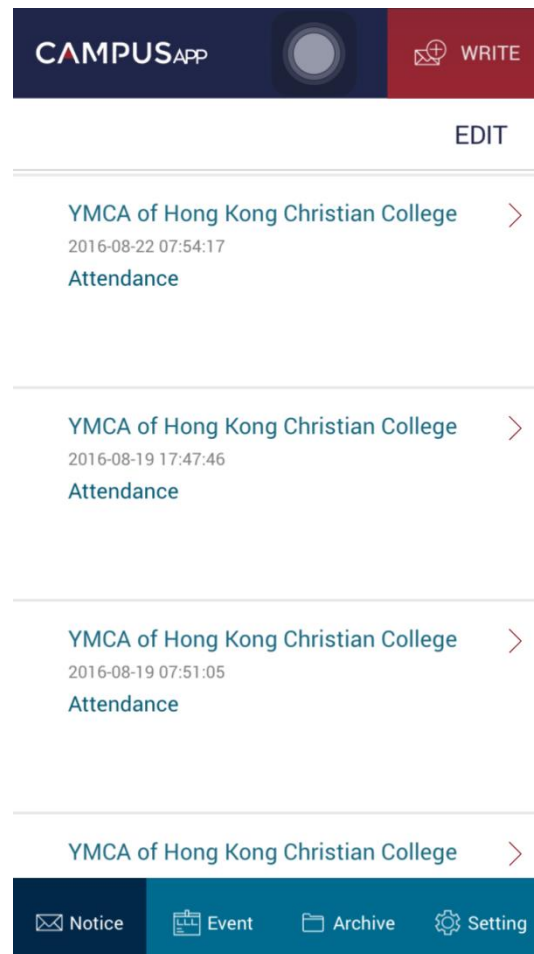 CAMPUSAPP
WRITE
EDIT
YMCA of Hong Kong Christian College
2016-08-22 07:54:17
Attendance
YMCA of Hong Kong Christian College
2016-08-19 17:47:46
Attendance
YMCA of Hong Kong Christian College
2016-08-19 07:51:05
Attendance
YMCA of Hong Kong Christian College
Notice Event Archive Setting